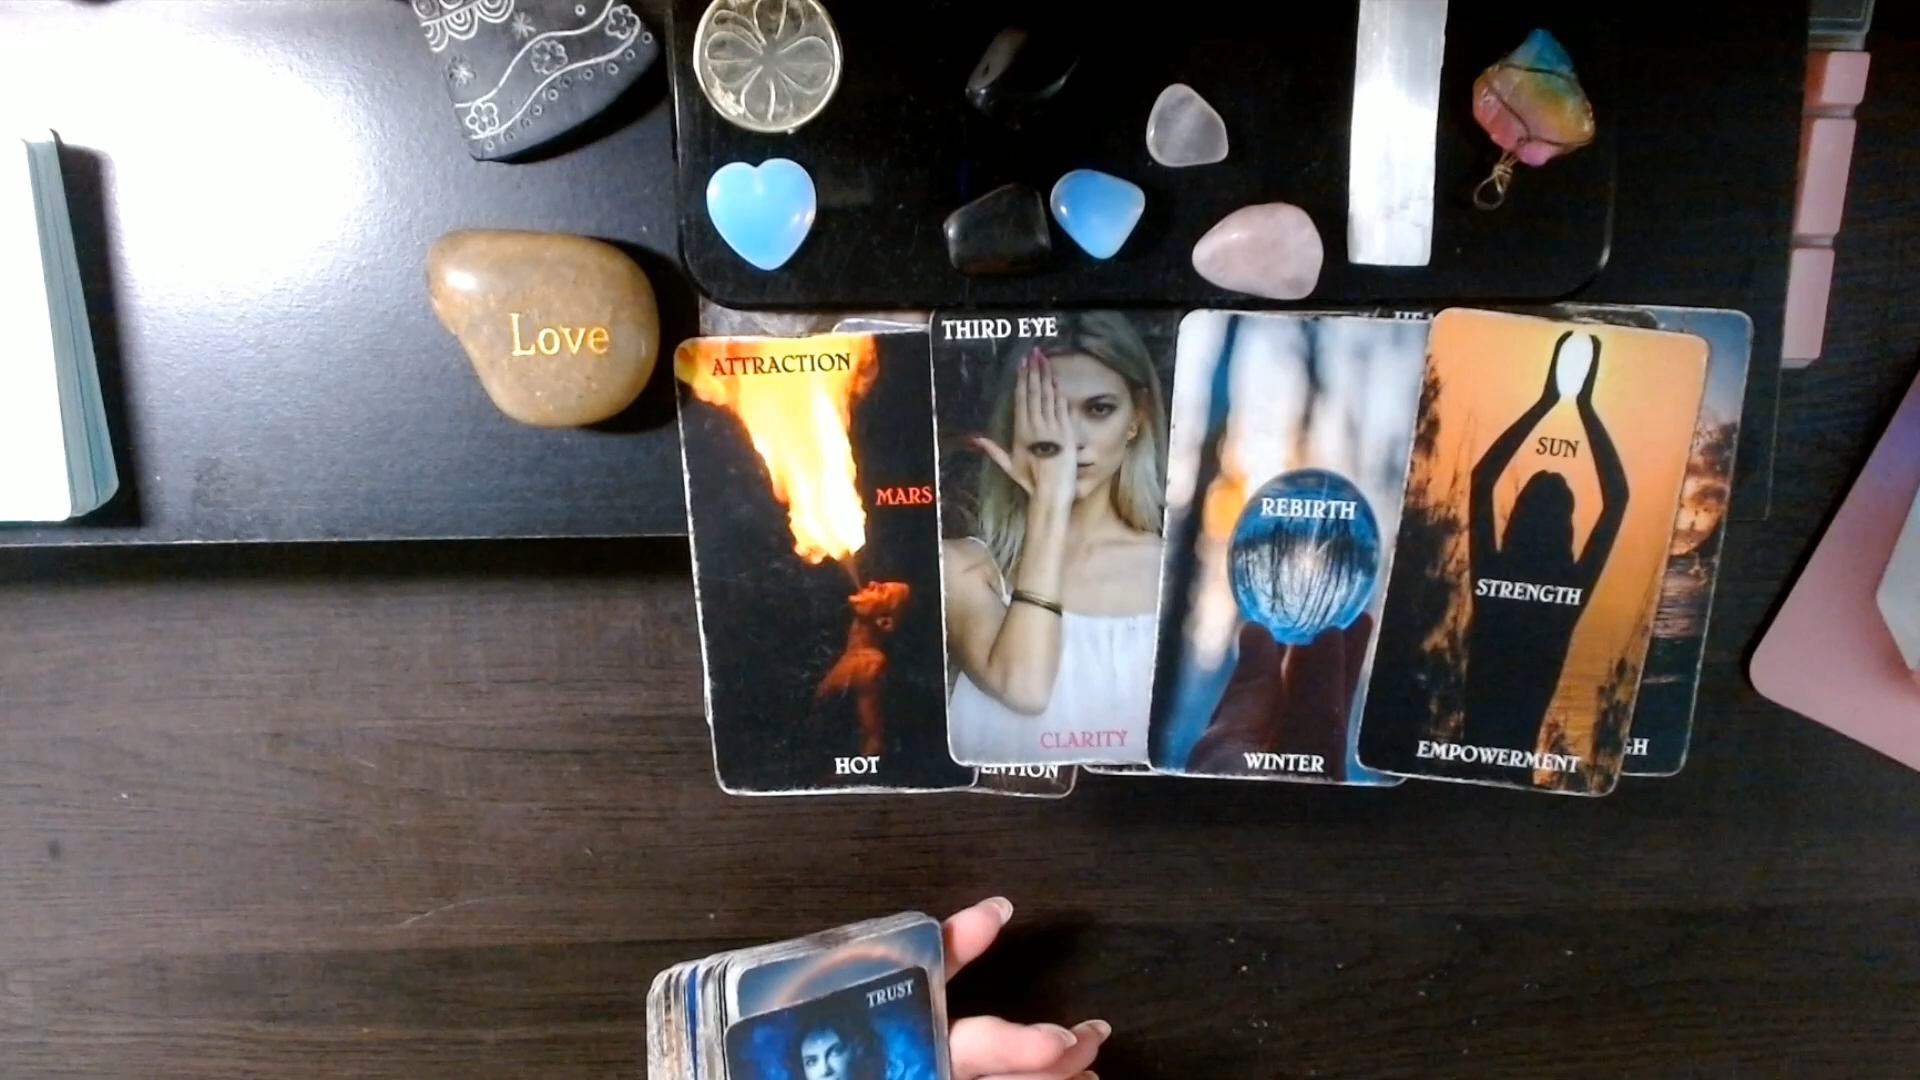 Love
ATTRACTION
MARS
HOT
THIRD EYE
CLARITY
REBIRTH
WINTER
SUN
STRENGTH
EMPOWERMENT
TRUST